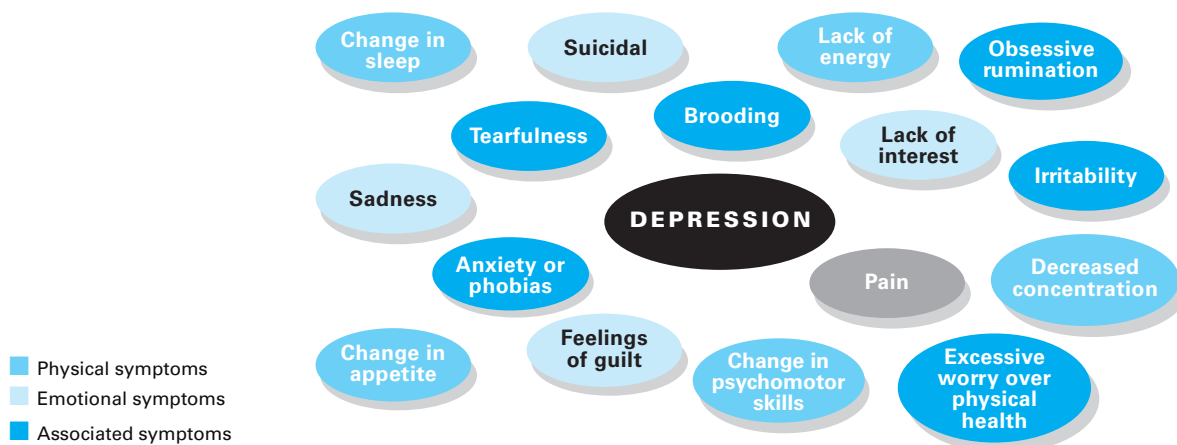 Change in
sleep
Suicidal
Lack of
energy
Obsessive
rumination
Tearfulness
Brooding
Lack of
interest
Irritability
Sadness
DEPRESSION
Anxiety or
phobias
Pain
Decreased
concentration
Change in
appetite
Feelings
of guilt
Change in
psychomotor
skills
Excessive
worry over
physical
health
Physical symptoms
Emotional symptoms
Associated symptoms